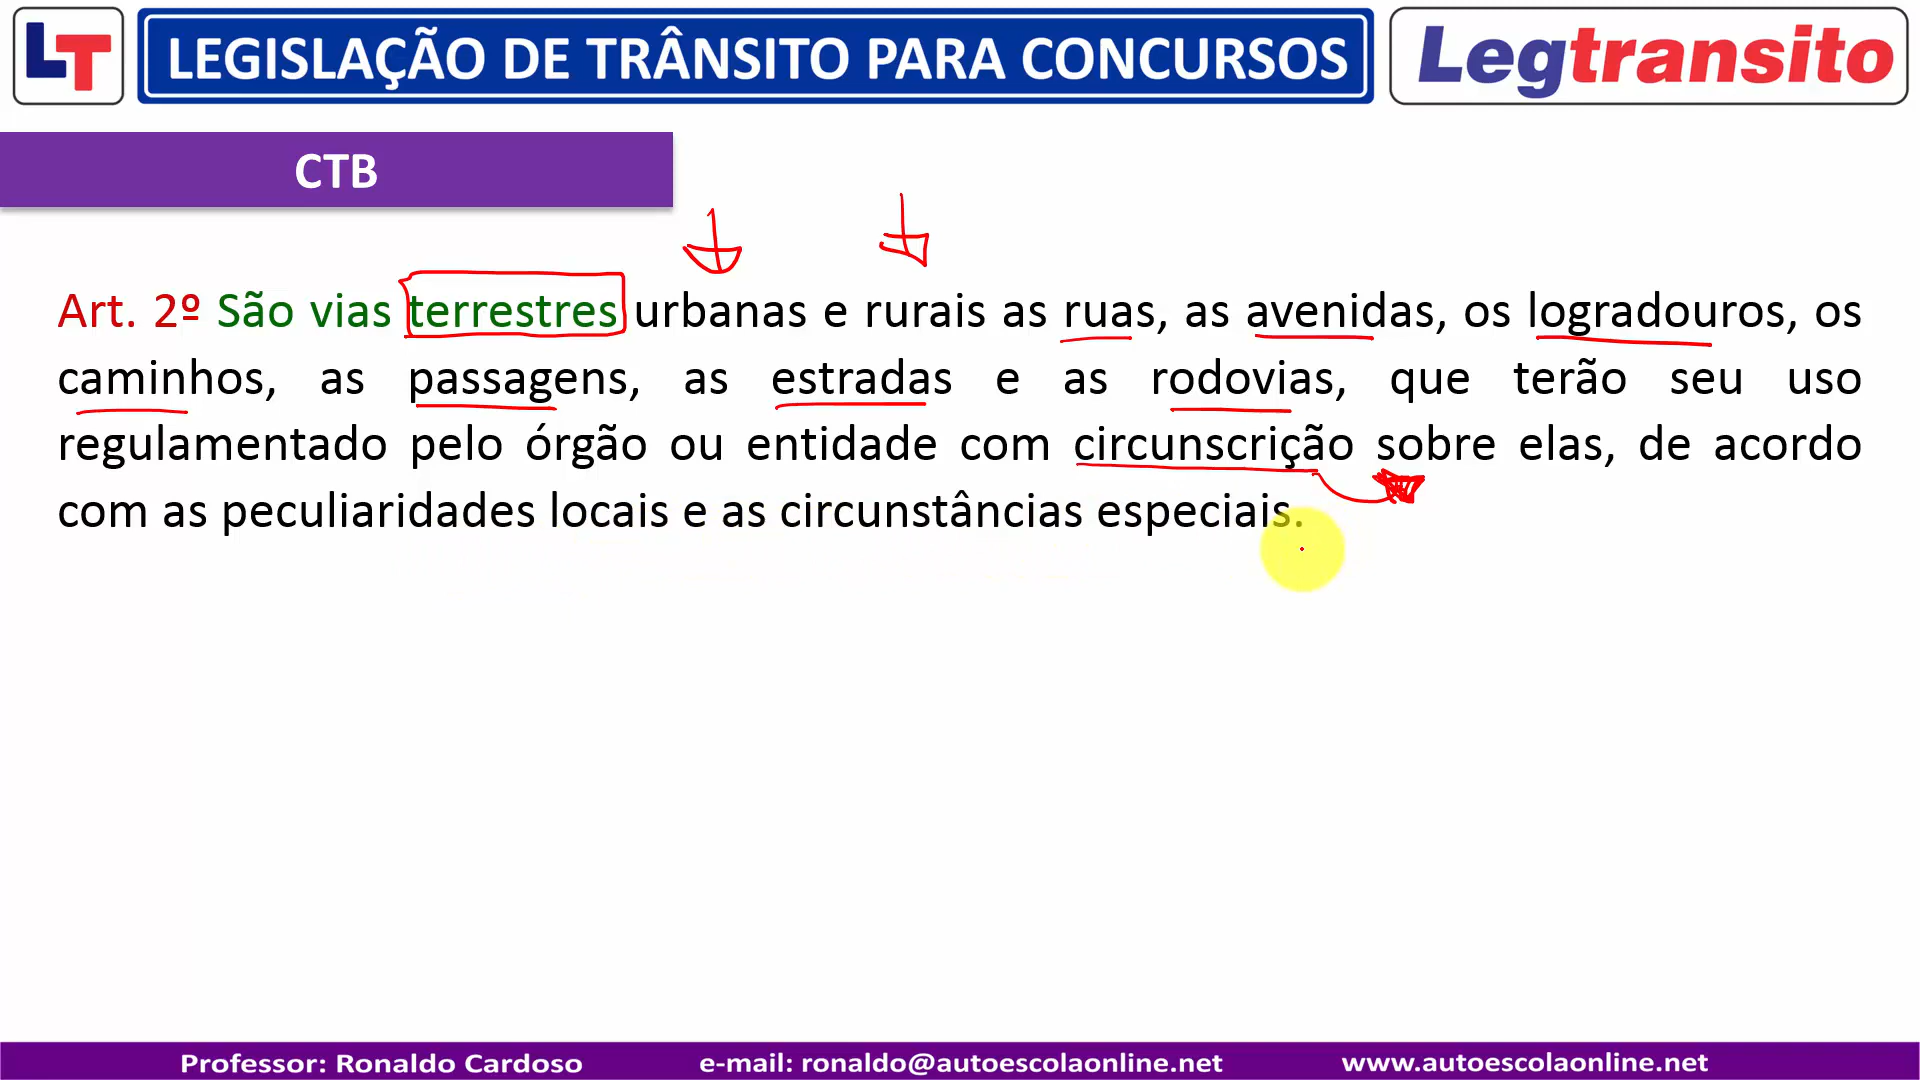 LT LEGISLAÇÃO DE TRÂNSITO PARA CONCURSOS Legtransito
CTB
Art. 2º São vias terrestres urbanas e rurais as ruas, as avenidas, os logradouros, os
caminhos, as passagens, as estradas e as rodovias, que terão seu uso
regulamentado pelo órgão ou entidade com circunscrição sobre elas, de acordo
com as peculiaridades locais e as circunstâncias especiais.
Professor: Ronaldo Cardoso e-mail: ronaldo@autoescolaonline.net www.autoescolaonline.net